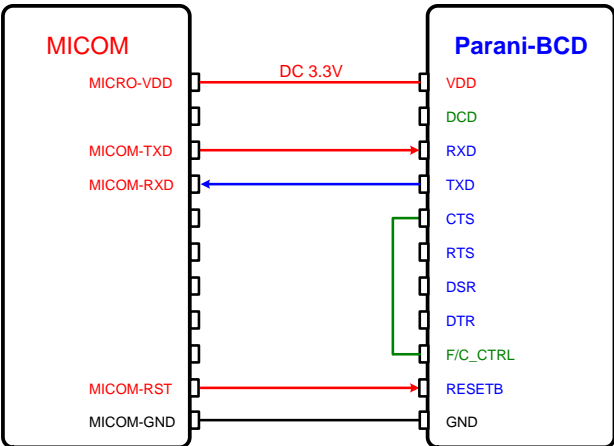 MICOM
Parani-BCD
MICRO-VDD
DC 3.3V
VDD
DCD
MICOM-TXD
RXD
MICOM-RXD
TXD
CTS
RTS
DSR
DTR
F/C_CTRL
MICOM-RST
RESETB
MICOM-GND
GND